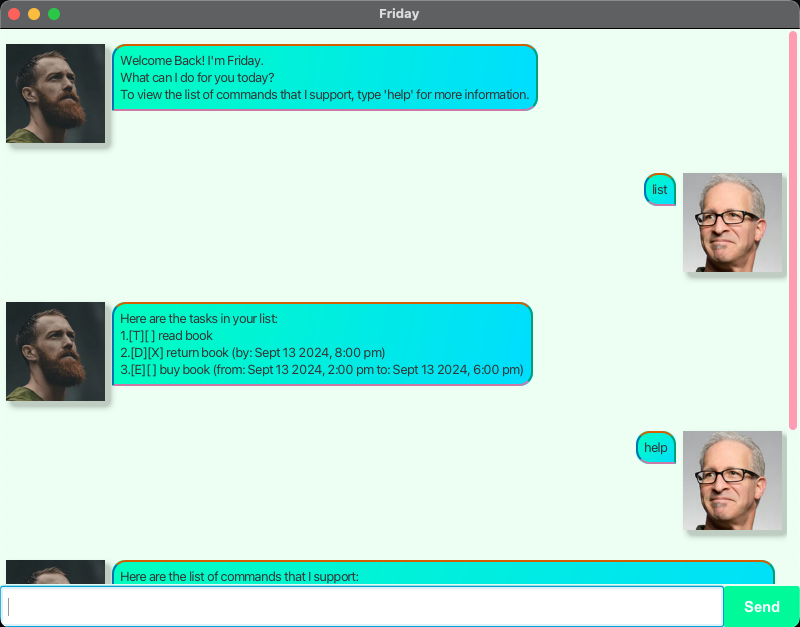 Friday
Welcome Back! I'm Friday.
What can I do for you today?
To view the list of commands that I support, type 'help' for more information.
list
Here are the tasks in your list:
1.[T][ ] read book
2.[D][X] return book (by: Sept 13 2024, 8:00 pm)
3.[E][ ] buy book (from: Sept 13 2024, 2:00 pm to: Sept 13 2024, 6:00 pm)
help
Here are the list of commands that I support:
Send